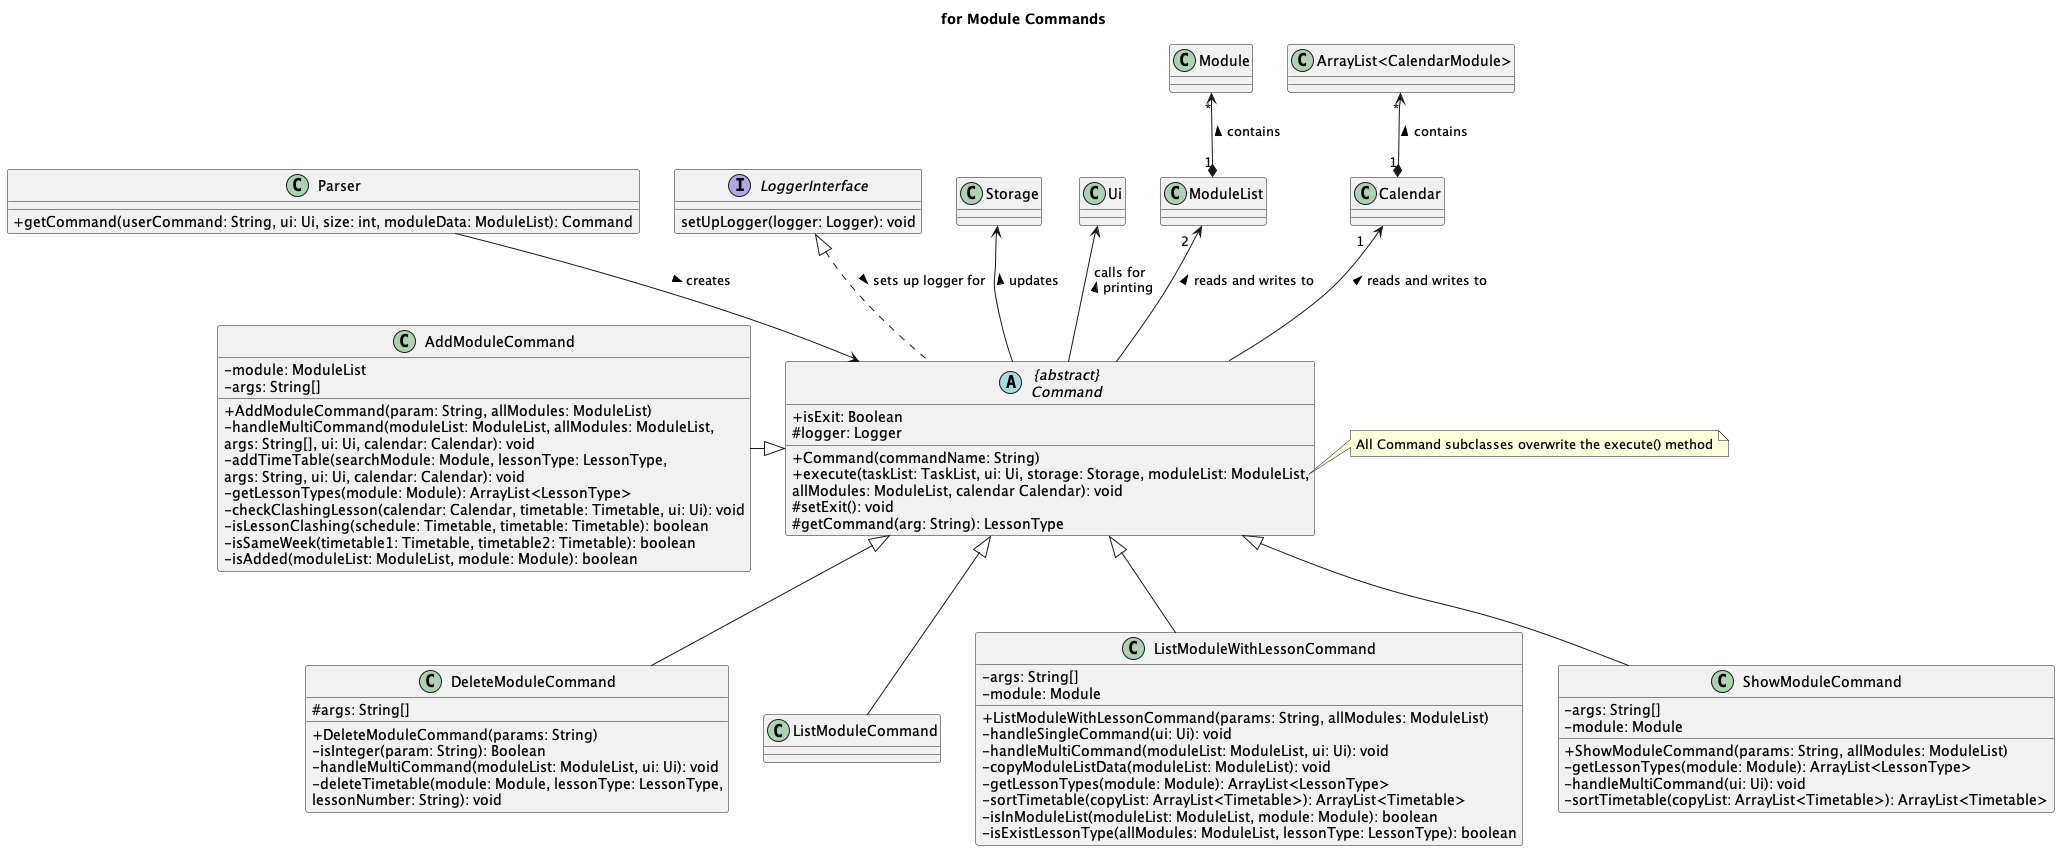 for Module Commands
C Module
C ArrayList<CalendarModule>
*
*
contains
contains
1
1
C Parser
+getCommand(userCommand: String, ui: Ui, size: int, moduleData: ModuleList): Command
I LoggerInterface
setUpLogger(logger: Logger): void
C Storage
C Ui
C ModuleList
C Calendar
2
1
creates
sets up logger for
updates
calls for
printing
reads and writes to
reads and writes to
C AddModuleCommand
-module: ModuleList
-args: String[]
+AddModuleCommand(param: String, allModules: ModuleList)
-handleMultiCommand(moduleList: ModuleList, allModules: ModuleList,
args: String[], ui: Ui, calendar: Calendar): void
-addTimeTable(searchModule: Module, lessonType: LessonType,
args: String, ui: Ui, calendar: Calendar): void
-getLessonTypes(module: Module): ArrayList<LessonType>
-checkClashingLesson(calendar: Calendar, timetable: Timetable, ui: Ui): void
-isLessonClashing(schedule: Timetable, timetable: Timetable): boolean
-isSameWeek(timetable1: Timetable, timetable2: Timetable): boolean
-isAdded(moduleList: ModuleList, module: Module): boolean
A {abstract}
Command
+isExit: Boolean
#logger: Logger
+Command(commandName: String)
+execute(taskList: TaskList, ui: Ui, storage: Storage, moduleList: ModuleList,
allModules: ModuleList, calendar Calendar): void
#setExit(): void
#getCommand(arg: String): LessonType
All Command subclasses overwrite the execute() method
C DeleteModuleCommand
#args: String[]
+DeleteModuleCommand(params: String)
-isInteger(param: String): Boolean
-handleMultiCommand(moduleList: ModuleList, ui: Ui): void
-deleteTimetable(module: Module, lessonType: LessonType,
lessonNumber: String): void
C ListModuleCommand
C ListModuleWithLessonCommand
-args: String[]
-module: Module
+ListModuleWithLessonCommand(params: String, allModules: ModuleList)
-handleSingleCommand(ui: Ui): void
-handleMultiCommand(moduleList: ModuleList, ui: Ui): void
-copyModuleListData(moduleList: ModuleList): void
-getLessonTypes(module: Module): ArrayList<LessonType>
-sortTimetable(copyList: ArrayList<Timetable>): ArrayList<Timetable>
-isInModuleList(moduleList: ModuleList, module: Module): boolean
-isExistLessonType(allModules: ModuleList, lessonType: LessonType): boolean
C ShowModuleCommand
-args: String[]
-module: Module
+ShowModuleCommand(params: String, allModules: ModuleList)
-getLessonTypes(module: Module): ArrayList<LessonType>
-handleMultiCommand(ui: Ui): void
-sortTimetable(copyList: ArrayList<Timetable>): ArrayList<Timetable>